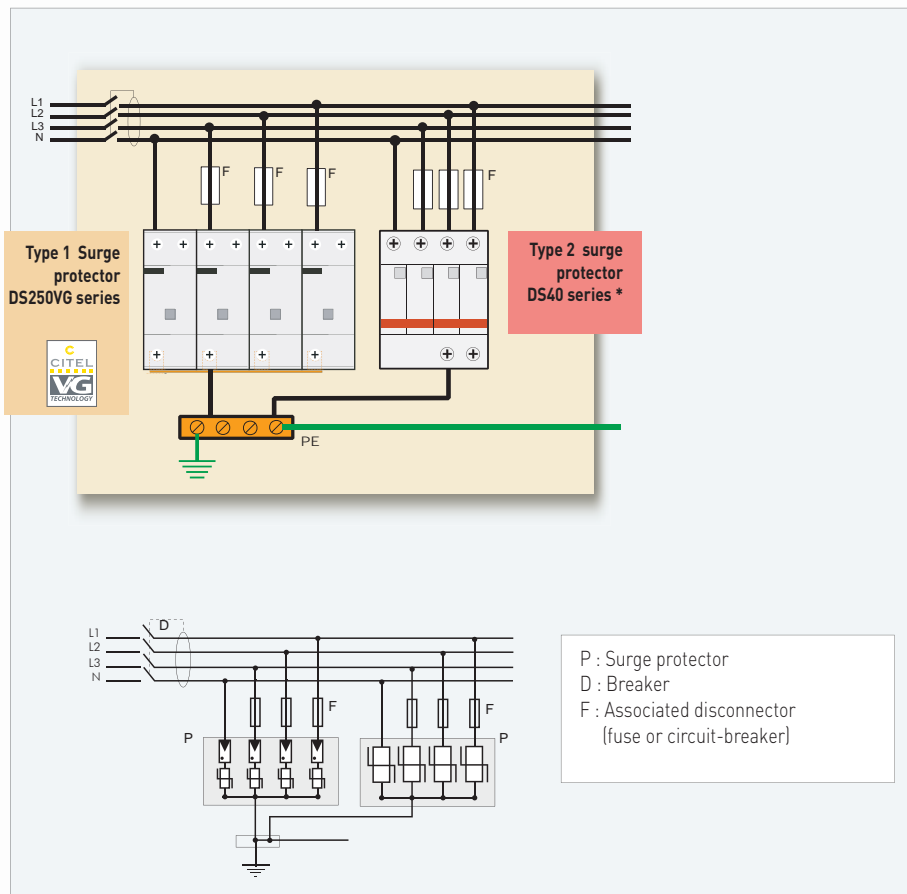 L1
L2
L3
N
F
F
F
F
Type 1 Surge
protector
DS250VG series
CITEL
VG
TECHNOLOGY
Type 2 surge
protector
DS40 series *
PE
D
L1
L2
L3
N
F
F
P
P
P : Surge protector
D : Breaker
F : Associated disconnector
(fuse or circuit-breaker)